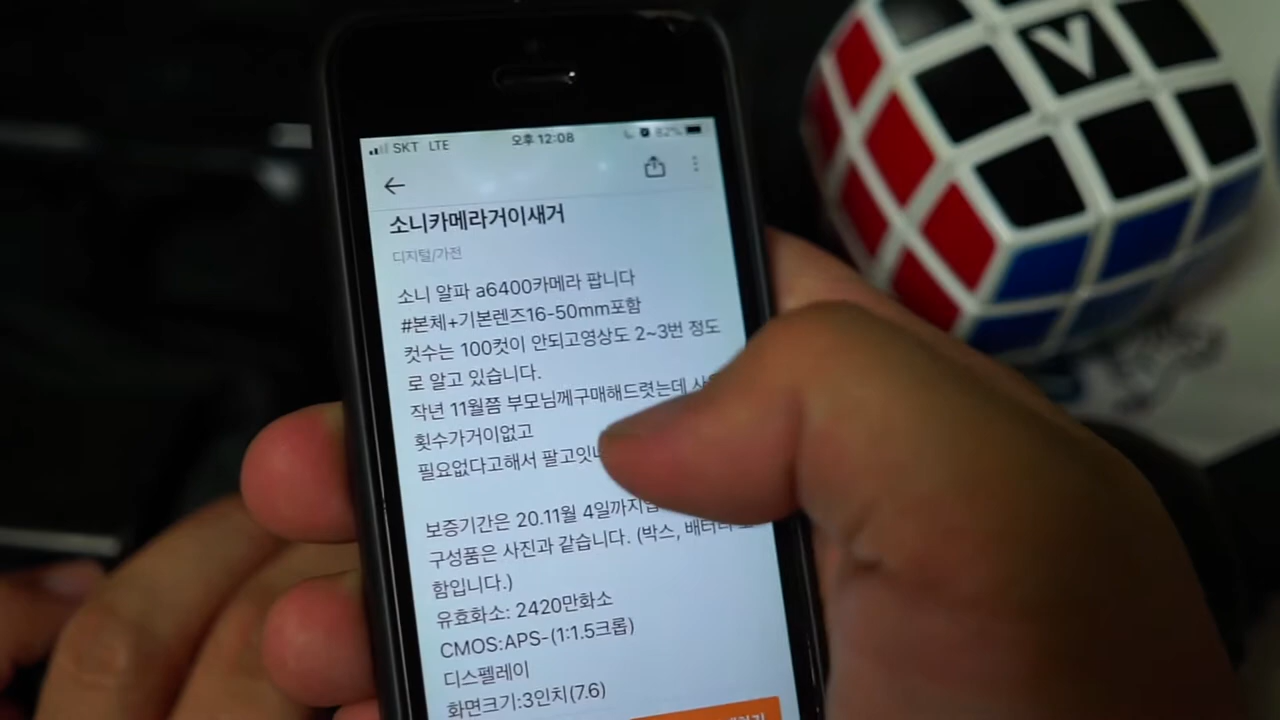 SKT LTE 오후 12:08 82%
소니카메라거이새거
디지털/가전
소니 알파 a6400카메라 팝니다
#본체+기본렌즈16-50mm포함
컷수는 100컷이 안되고영상도 2~3번 정도
로 알고 있습니다.
작년 11월쯤 부모님께구매해드렷는데
횟수가거이없고
필요없다고해서
보증기간은 20.11월
구성품은 사진과 같습니다. (박스, 배터리
함입니다.)
유효화소: 2420만화소
CMOS:APS-(1:1.5크롭)
디스펠레이
화면크기:3인치(7.6)
V